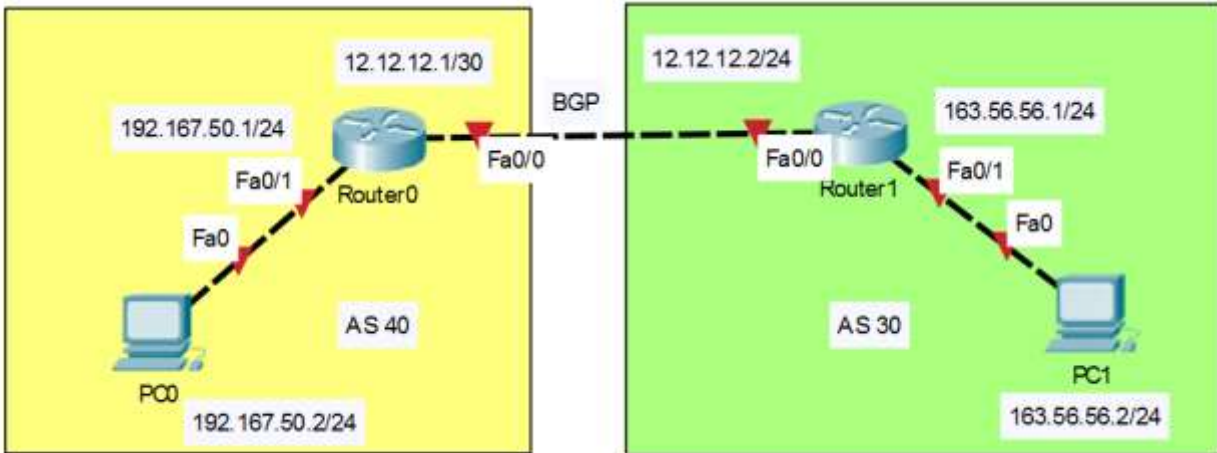 12.12.12.1/30
12.12.12.2/24
BGP
192.167.50.1/24
163.56.56.1/24
Fa0/0
Fa0/0
Fa0/1
Router0
Router1
Fa0/1
Fa0
Fa0
AS 40
AS 30
PC0
PC1
192.167.50.2/24
163.56.56.2/24